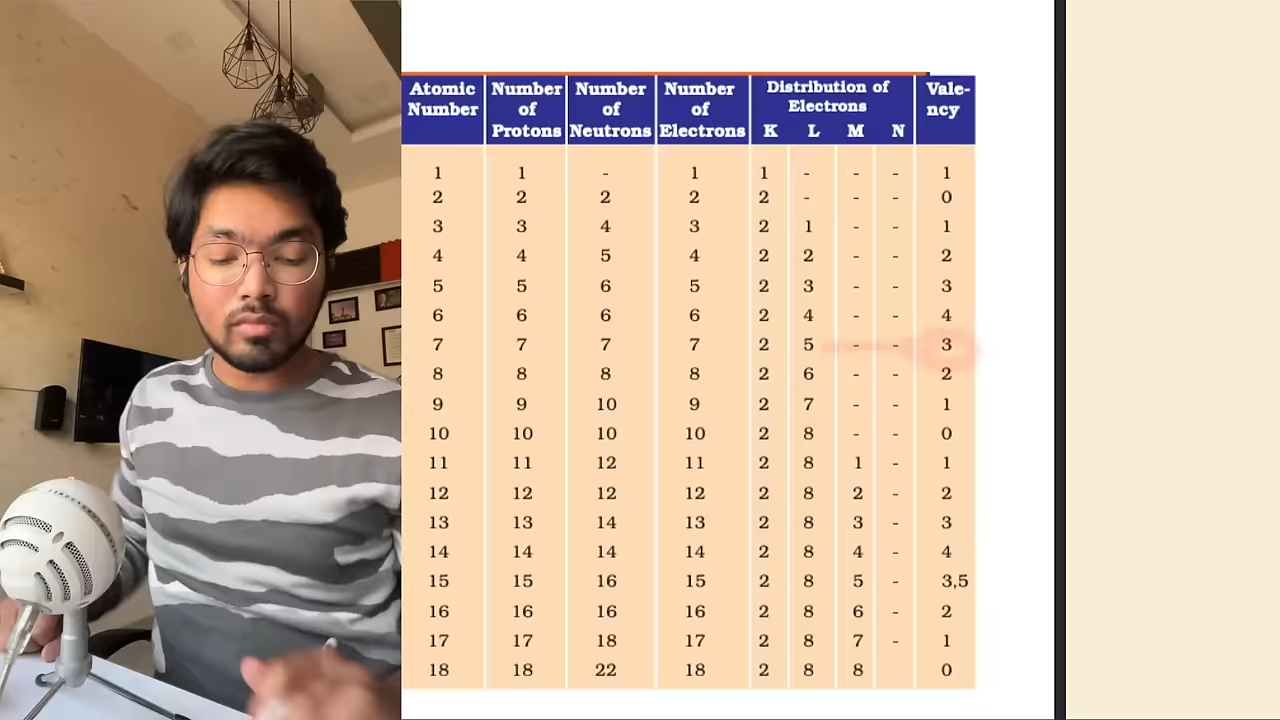 Atomic Number Number of Protons Number of Neutrons Number of Electrons Distribution of Electrons K L M N Vale-ncy
1 1 - 1 1 - - - 1
2 2 2 2 2 - - - 0
3 3 4 3 2 1 - - 1
4 4 5 4 2 2 - - 2
5 5 6 5 2 3 - - 3
6 6 6 6 2 4 - - 4
7 7 7 7 2 5 - - 3
8 8 8 8 2 6 - - 2
9 9 10 9 2 7 - - 1
10 10 10 10 2 8 - - 0
11 11 12 11 2 8 1 - 1
12 12 12 12 2 8 2 - 2
13 13 14 13 2 8 3 - 3
14 14 14 14 2 8 4 - 4
15 15 16 15 2 8 5 - 3,5
16 16 16 16 2 8 6 - 2
17 17 18 17 2 8 7 - 1
18 18 22 18 2 8 8 0